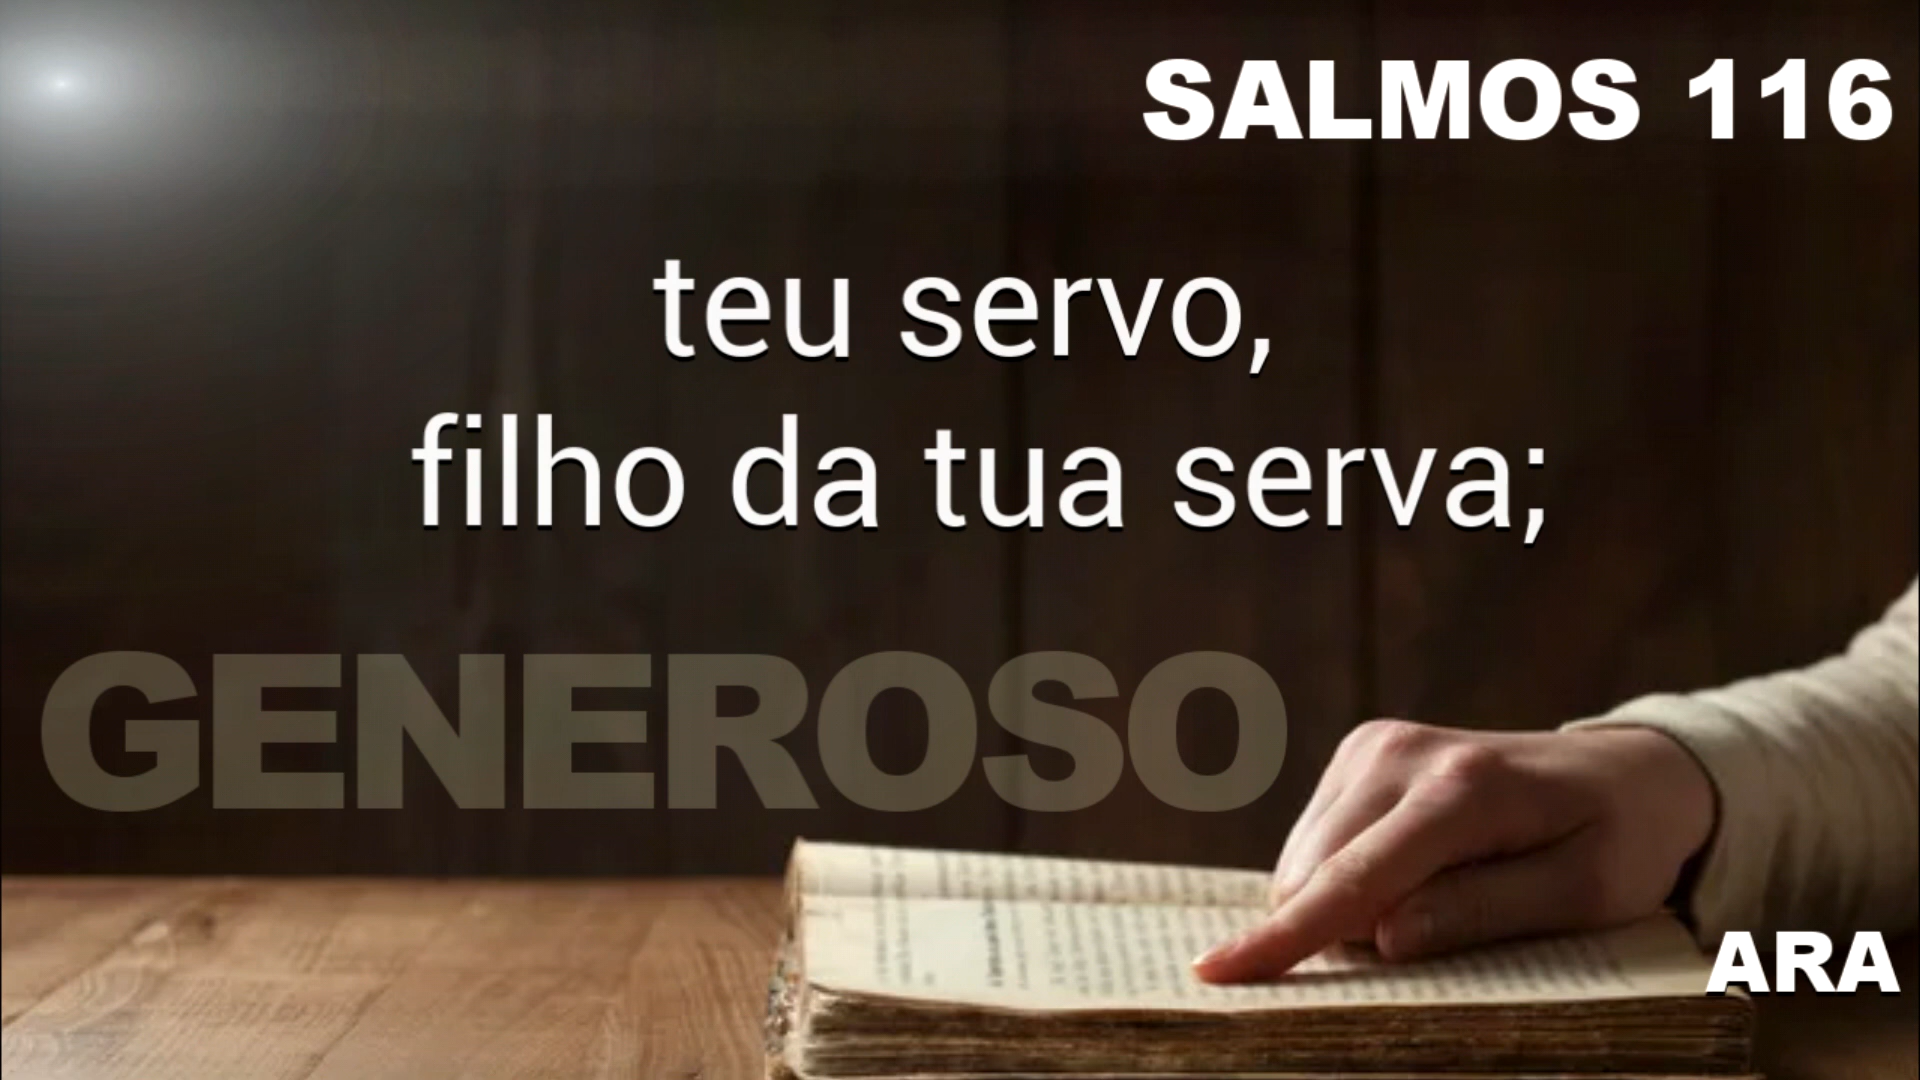 SALMOS 116
teu servo,
filho da tua serva;
GENEROSO
ARA